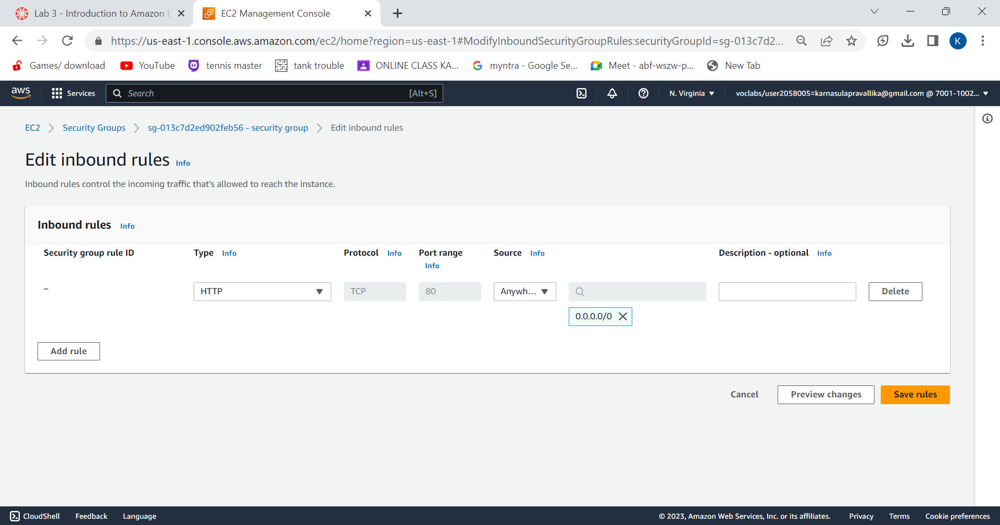 Lab 3 - Introduction to Amazon E
EC2 Management Console
https://us-east-1.console.aws.amazon.com/ec2/home?region=us-east-1#ModifyInboundSecurityGroupRules:securityGroupId=sg-013c7d2...
K
Games/ download
YouTube
tennis master
tank trouble
ONLINE CLASS KA...
myntra - Google Se...
Meet - abf-wszw-p...
New Tab
aws
Services
Search
[Alt+S]
N. Virginia
voclabs/user2058005=karnasulapravallika@gmail.com @ 7001-1002...
EC2
Security Groups
sg-013c7d2ed902feb56 - security group
Edit inbound rules
Edit inbound rules Info
Inbound rules control the incoming traffic that's allowed to reach the instance.
Inbound rules Info
Security group rule ID
Type Info
Protocol Info
Port range
Info
Source Info
Description - optional Info
–
HTTP
TCP
80
Anywh...
Delete
0.0.0.0/0
Add rule
Cancel
Preview changes
Save rules
CloudShell
Feedback
Language
© 2023, Amazon Web Services, Inc. or its affiliates.
Privacy
Terms
Cookie preferences